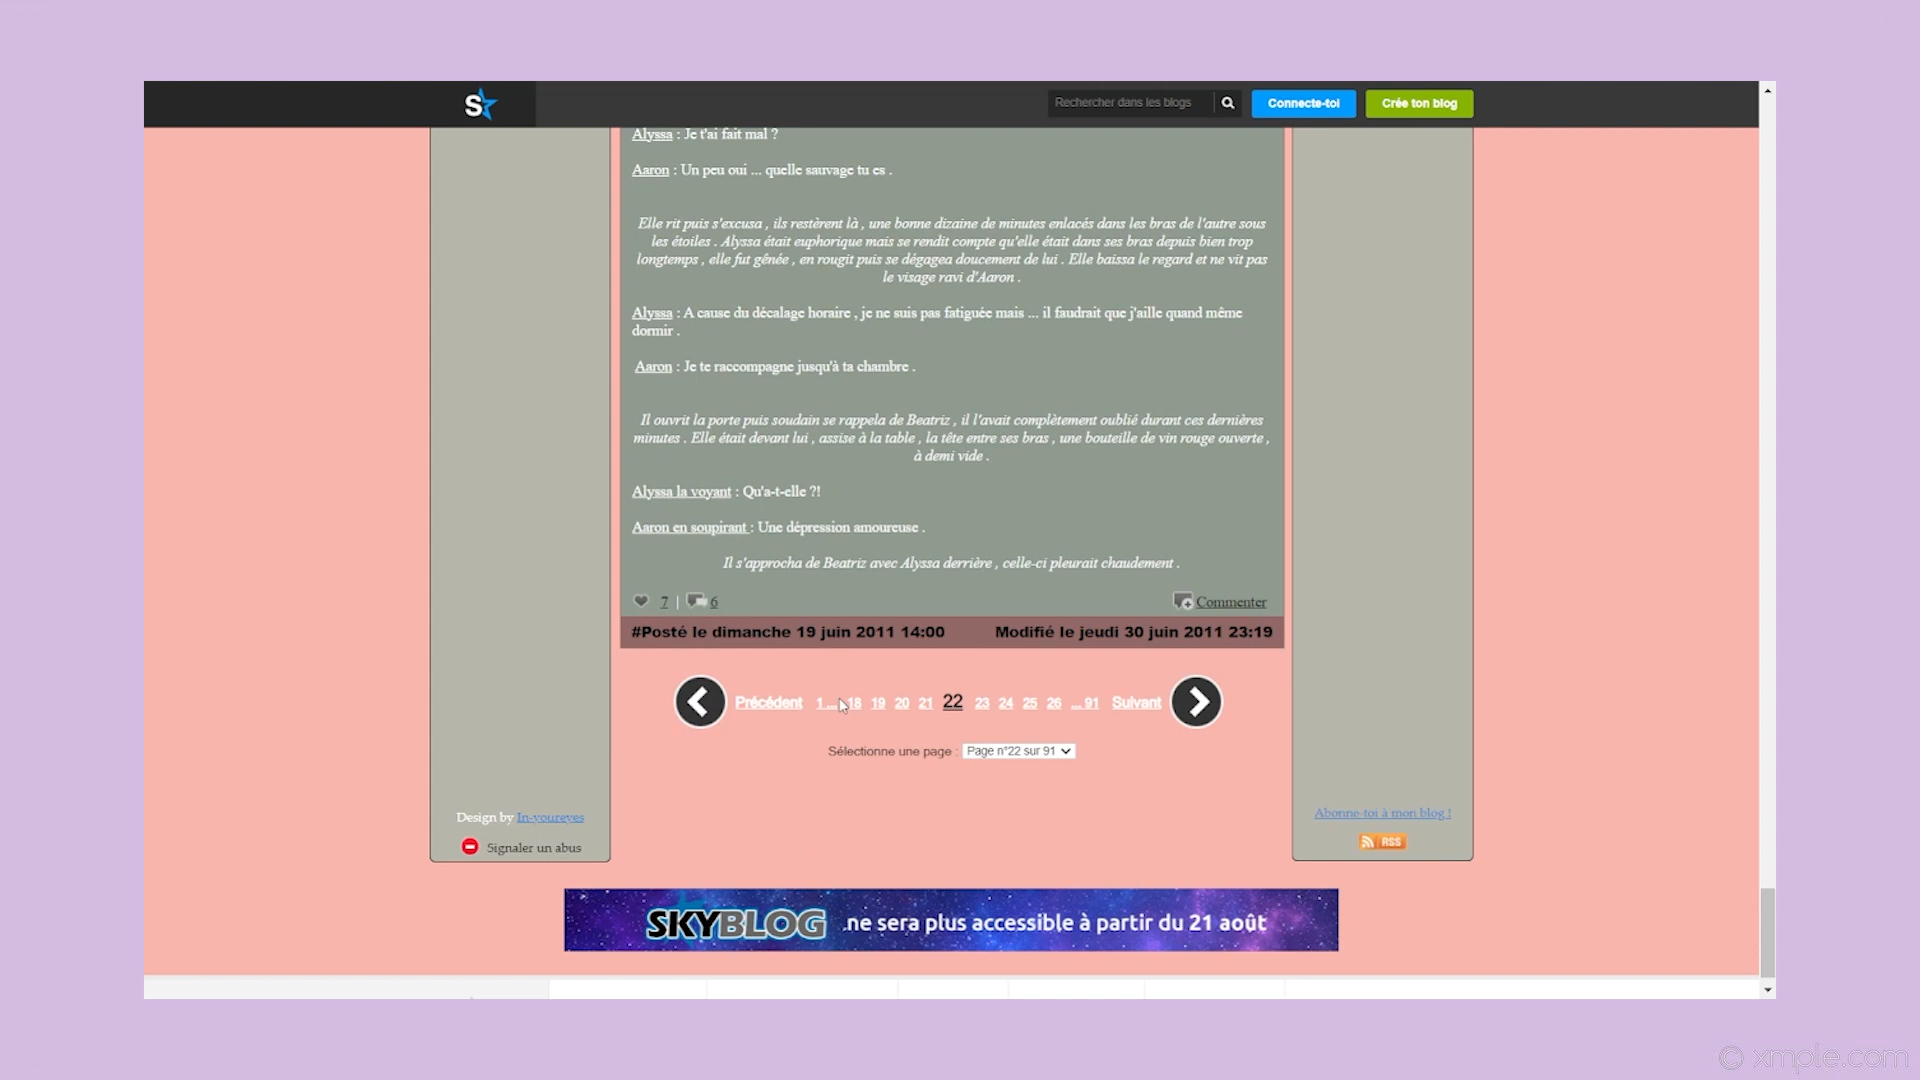 S
Rechercher dans les blogs
Connecte-toi
Crée ton blog
Alyssa : Je t'ai fait mal ?
Aaron : Un peu oui ... quelle sauvage tu es .
Elle rit puis s'excusa , ils restèrent là , une bonne dizaine de minutes enlacés dans les bras de l'autre sous
les étoiles . Alyssa était euphorique mais se rendit compte qu'elle était dans ses bras depuis bien trop
longtemps , elle fut gênée , en rougit puis se dégagea doucement de lui . Elle baissa le regard et ne vit pas
le visage ravi d'Aaron .
Alyssa : A cause du décalage horaire , je ne suis pas fatiguée mais ... il faudrait que j'aille quand même
dormir .
Aaron : Je te raccompagne jusqu'à ta chambre .
Il ouvrit la porte puis soudain se rappela de Beatriz , il l'avait complètement oublié durant ces dernières
minutes . Elle était devant lui , assise à la table , la tête entre ses bras , une bouteille de vin rouge ouverte ,
à demi vide .
Alyssa la voyant : Qu'a-t-elle ?!
Aaron en soupirant : Une dépression amoureuse .
Il s'approcha de Beatriz avec Alyssa derrière , celle-ci pleurait chaudement .
7 | 6 Commenter
#Posté le dimanche 19 juin 2011 14:00 Modifié le jeudi 30 juin 2011 23:19
Précédent 1 ... 18 19 20 21 22 23 24 25 26 ... 91 Suivant
Sélectionne une page : Page n°22 sur 91
Design by In-youreyes
Signaler un abus
Abonne-toi à mon blog !
RSS
SKYBLOG .ne sera plus accessible à partir du 21 août
© xmple.com